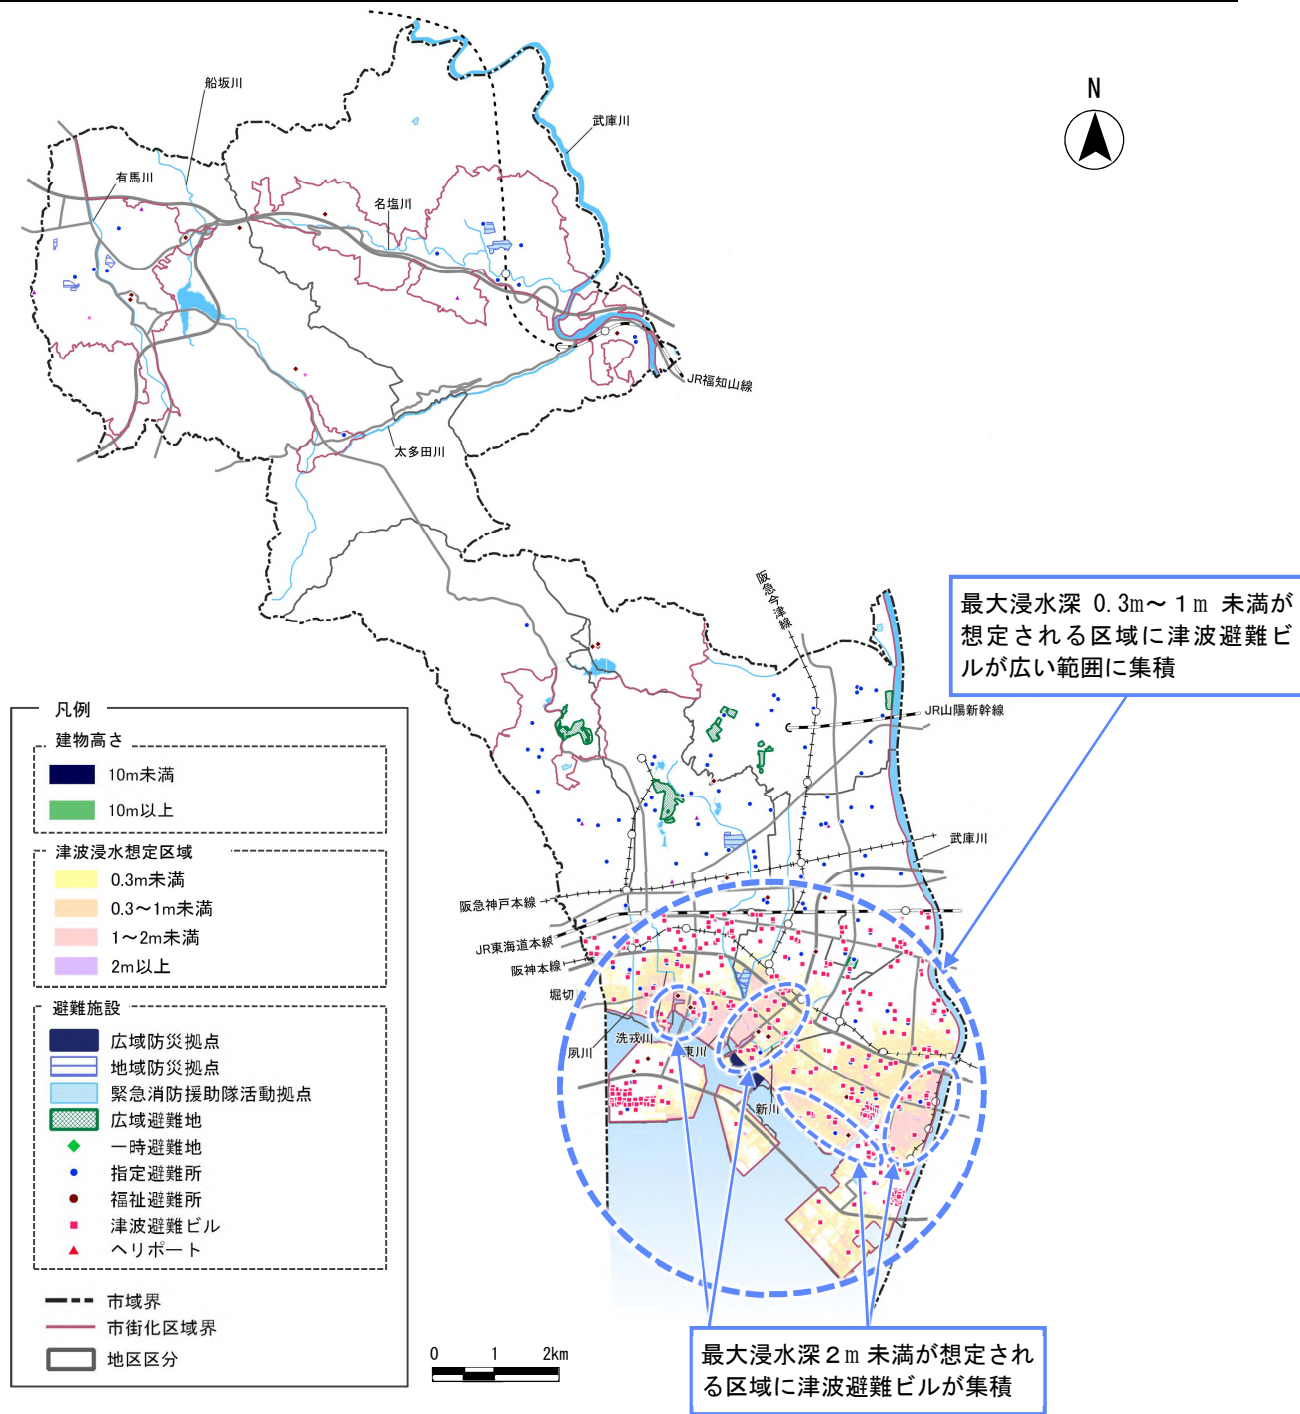 船坂川
N
武庫川
有馬川
名塩川
JR福知山線
太多田川
阪急今津線
最大浸水深 0.3m～1m 未満が
想定される区域に津波避難ビ
ルが広い範囲に集積
JR山陽新幹線
武庫川
阪急神戸本線
JR東海道本線
阪神本線
堀切
夙川
洗戎川
東川
新川
凡例
建物高さ
10m未満
10m以上
津波浸水想定区域
0.3m未満
0.3～1m未満
1～2m未満
2m以上
避難施設
広域防災拠点
地域防災拠点
緊急消防援助隊活動拠点
広域避難地
一時避難地
指定避難所
福祉避難所
津波避難ビル
ヘリポート
市域界
市街化区域界
地区区分
0 1 2km
最大浸水深２m 未満が想定され
る区域に津波避難ビルが集積